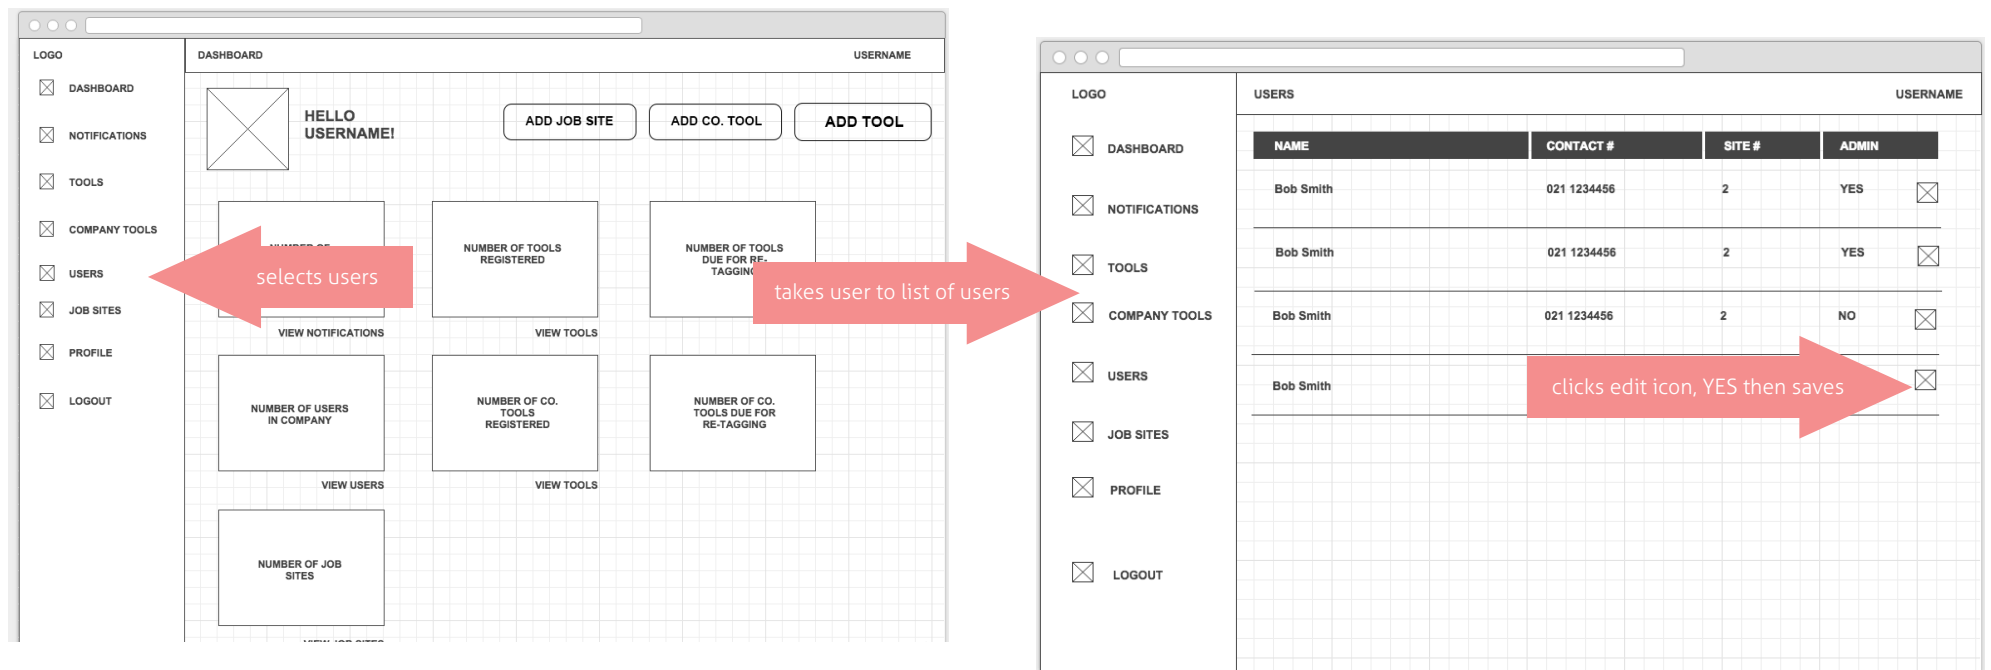 LOGO
DASHBOARD
NOTIFICATIONS
TOOLS
COMPANY TOOLS
USERS
JOB SITES
PROFILE
LOGOUT
DASHBOARD
USERNAME
HELLO
USERNAME!
ADD JOB SITE
ADD CO. TOOL
ADD TOOL
NUMBER OF
VIEW NOTIFICATIONS
NUMBER OF TOOLS
REGISTERED
VIEW TOOLS
NUMBER OF TOOLS
DUE FOR RE-
TAGGING
NUMBER OF USERS
IN COMPANY
VIEW USERS
NUMBER OF CO.
TOOLS
REGISTERED
VIEW TOOLS
NUMBER OF CO.
TOOLS DUE FOR
RE-TAGGING
NUMBER OF JOB
SITES
VIEW JOB SITES
selects users
takes user to list of users
LOGO
DASHBOARD
NOTIFICATIONS
TOOLS
COMPANY TOOLS
USERS
JOB SITES
PROFILE
LOGOUT
USERS
USERNAME
NAME CONTACT # SITE # ADMIN
Bob Smith 021 1234456 2 YES
Bob Smith 021 1234456 2 YES
Bob Smith 021 1234456 2 NO
Bob Smith
clicks edit icon, YES then saves